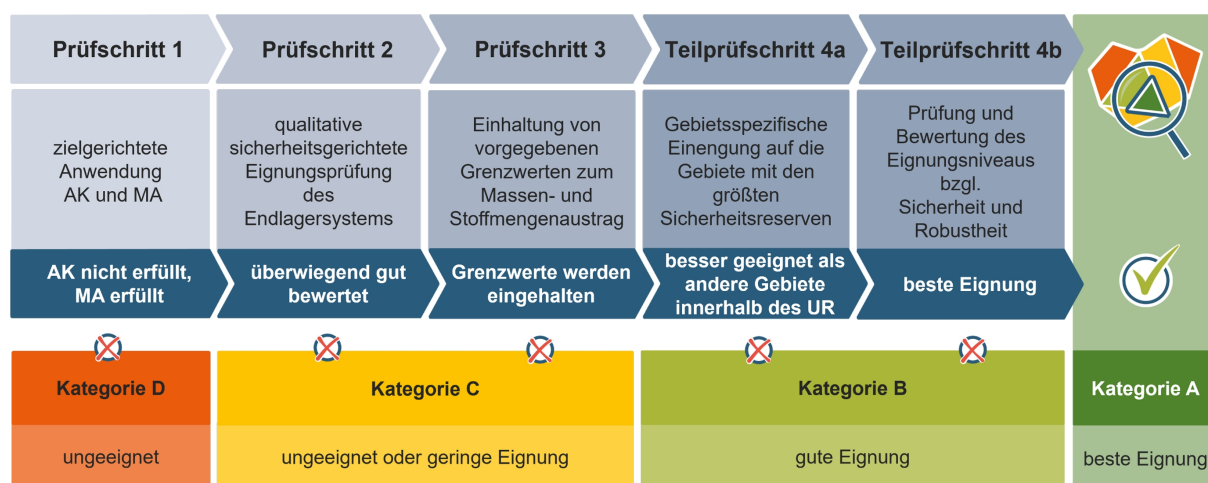 Prüfschritt 1
Prüfschritt 2
Prüfschritt 3
Teilprüfschritt 4a
Teilprüfschritt 4b
zielgerichtete
Anwendung
AK und MA
qualitative
sicherheitsgerichtete
Eignungsprüfung
des
Endlagersystems
Einhaltung von
vorgegebenen
Grenzwerten zum
Massen- und
Stoffmengenaustrag
Gebietsspezifische
Einengung auf die
Gebiete mit den
größten
Sicherheitsreserven
Prüfung und
Bewertung des
Eignungsniveaus
bzgl.
Sicherheit und
Robustheit
AK nicht erfüllt,
MA erfüllt
überwiegend gut
bewertet
Grenzwerte werden
eingehalten
besser geeignet als
andere Gebiete
innerhalb des UR
beste Eignung
Kategorie D
Kategorie C
Kategorie B
Kategorie A
ungeeignet
ungeeignet oder geringe Eignung
gute Eignung
beste Eignung